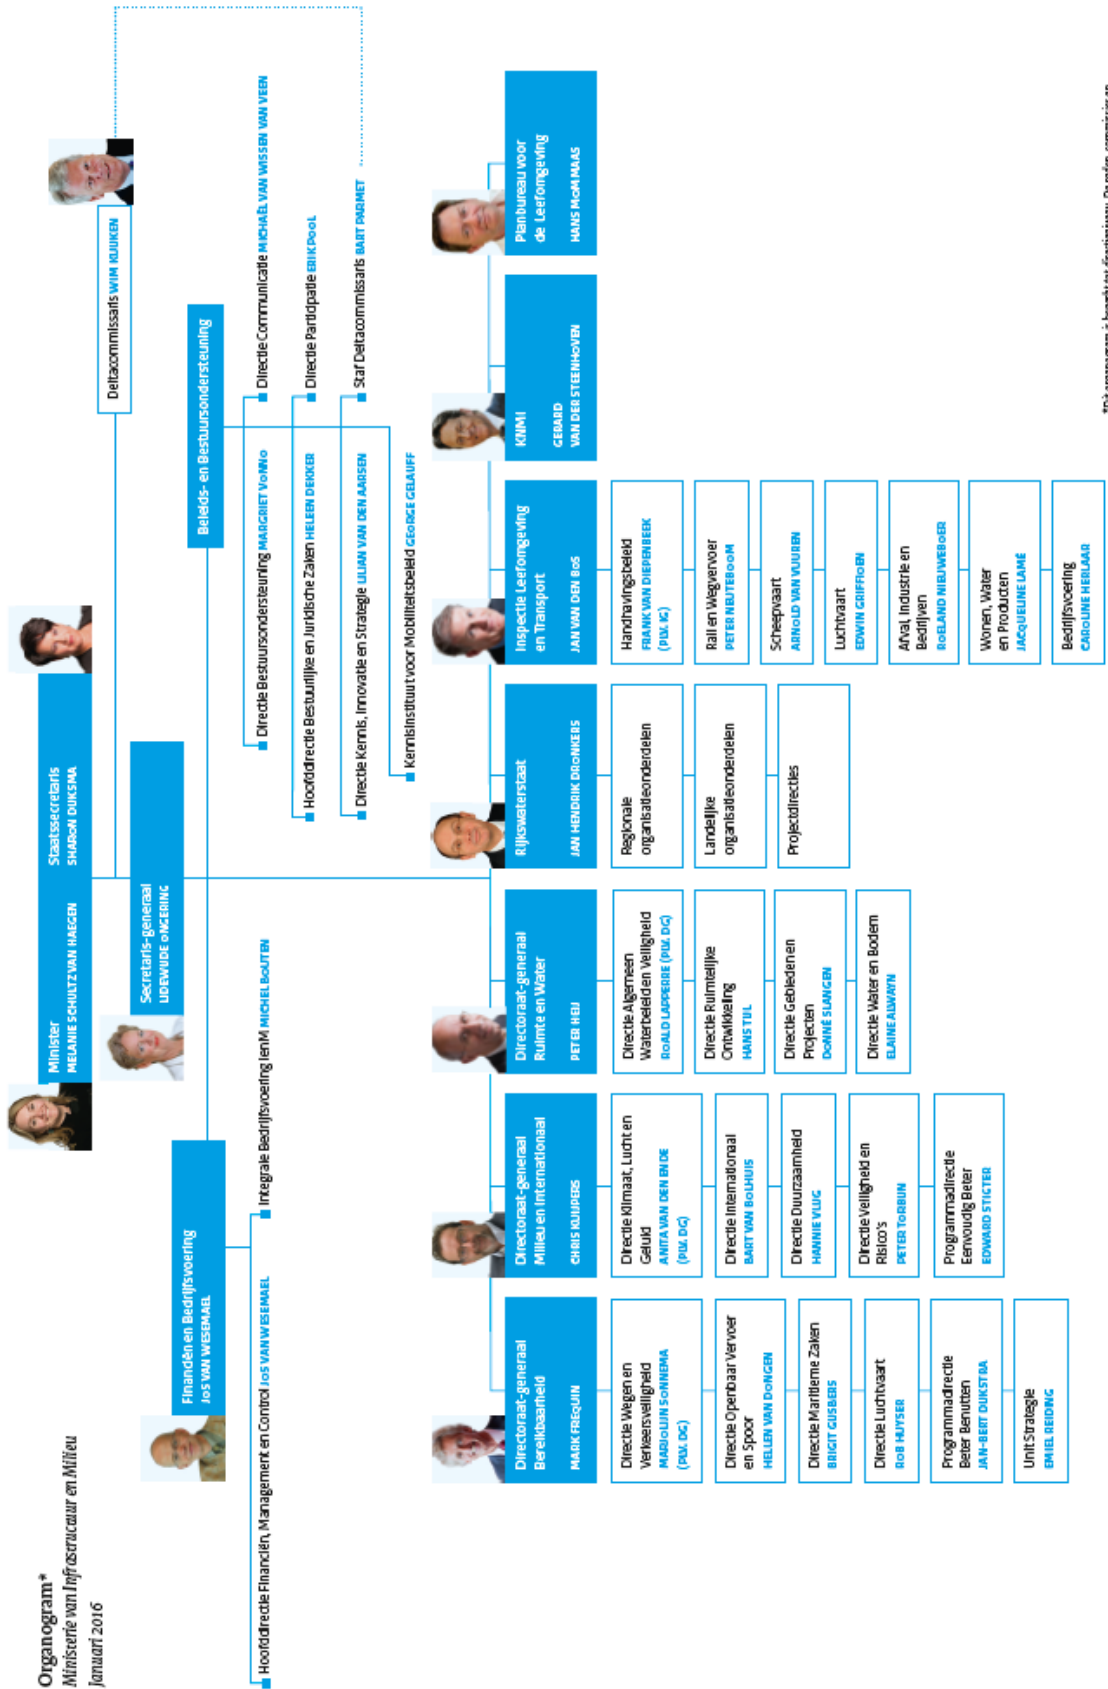 Organogram*
Ministerie van Infrastructuur en Milieu
Januari 2016
Minister
MELANIE SCHULTZ VAN HAEGEN
Staatssecretaris
SHARON DIJKSMA
Deltacommissaris WIM KUIJKEN
Secretaris-generaal
LIDEWIJDE ONGERING
Financiën en Bedrijfsvoering
JOS VAN WESEMAEL
Hoofddirectie Financiën, Management en Control JOS VAN WESEMAEL
Integrale Bedrijfsvoering IenM MICHIEL BOUTEN
Beleids- en Bestuursondersteuning
Directie Bestuursondersteuning MARGRIET VONNO
Directie Communicatie MICHAËL VAN WISSEN VAN VEEN
Hoofddirectie Bestuurlijke en Juridische Zaken HELEEN DEKKER
Directie Participatie ERIK POOL
Directie Kennis, Innovatie en Strategie LILIAN VAN DEN AARSEN
Staf Deltacommissaris BART PARMET
Kennisinstituut voor Mobiliteitsbeleid GEORGE GELAUFF
Directoraat-generaal
Bereikbaarheid
MARK FREQUIN
Directie Wegen en
Verkeersveiligheid
MARJOLIJN SONNEMA
(PLV. DG)
Directie Openbaar Vervoer
en Spoor
HELLEN VAN DONGEN
Directie Maritieme Zaken
BRIGIT GIJSBERS
Directie Luchtvaart
ROB HUYSER
Programmadirectie
Beter Benutten
JAN-BERT DIJKSTRA
Unit Strategie
EMIEL REIDING
Directoraat-generaal
Milieu en Internationaal
CHRIS KUIJPERS
Directie Klimaat, Lucht en
Geluid
ANITA VAN DEN ENDE
(PLV. DG)
Directie Internationaal
BART VAN BOLHUIS
Directie Duurzaamheid
HANNIE VLUG
Directie Veiligheid en
Risico's
PETER TORBIJN
Programmadirectie
Eenvoudig Beter
EDWARD STIGTER
Directoraat-generaal
Ruimte en Water
PETER HEIJ
Directie Algemeen
Waterbeleid en Veiligheid
ROALD LAPPERRE (PLV. DG)
Directie Ruimtelijke
Ontwikkeling
HANS TIJL
Directie Gebieden en
Projecten
DONNÉ SLANGEN
Directie Water en Bodem
ELAINE ALWAYN
Rijkswaterstaat
JAN HENDRIK DRONKERS
Regionale
organisatieonderdelen
Landelijke
organisatieonderdelen
Projectdirecties
Inspectie Leefomgeving
en Transport
JAN VAN DEN BOS
Handhavingsbeleid
FRANK VAN DIEPENBEEK
(PLV. IG)
Rail en Wegvervoer
PETER NEUTEBOOM
Scheepvaart
ARNOLD VAN VUUREN
Luchtvaart
EDWIN GRIFFIOEN
Afval, Industrie en
Bedrijven
ROELAND NIEUWEBOER
Wonen, Water
en Producten
JACQUELINE LAMÉ
Bedrijfsvoering
CAROLINE HERLAAR
KNMI
GERARD
VAN DER STEENHOVEN
Planbureau voor
de Leefomgeving
HANS MOMMAAS